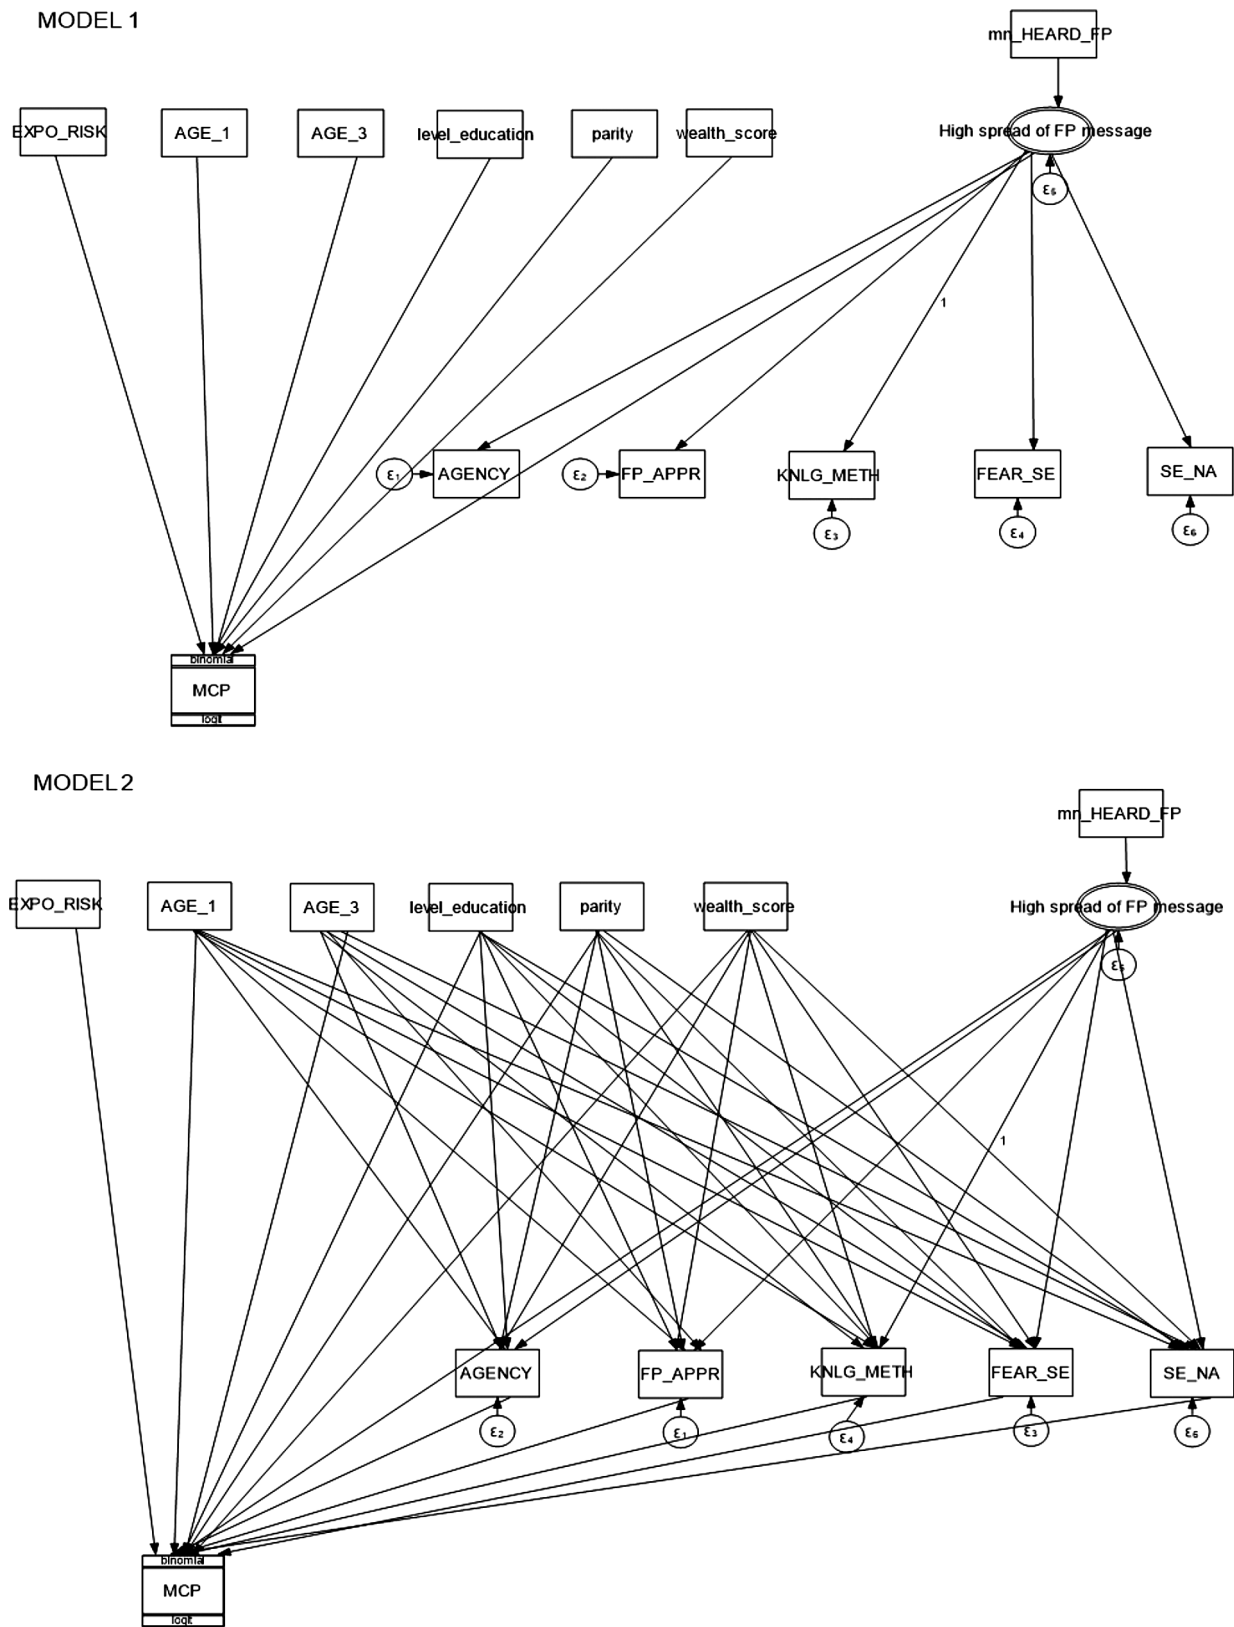 MODEL 1
mn_HEARD_FP
EXPO_RISK
AGE_1
AGE_3
level_education
parity
wealth_score
High spread of FP message
ε₅
1
ε₁
AGENCY
ε₂
FP_APPR
KNLG_METH
FEAR_SE
SE_NA
ε₃
ε₄
ε₆
binomial
MCP
logit
MODEL 2
mn_HEARD_FP
EXPO_RISK
AGE_1
AGE_3
level_education
parity
wealth_score
High spread of FP message
ε₅
1
AGENCY
FP_APPR
KNLG_METH
FEAR_SE
SE_NA
ε₂
ε₁
ε₄
ε₃
ε₆
binomial
MCP
logit